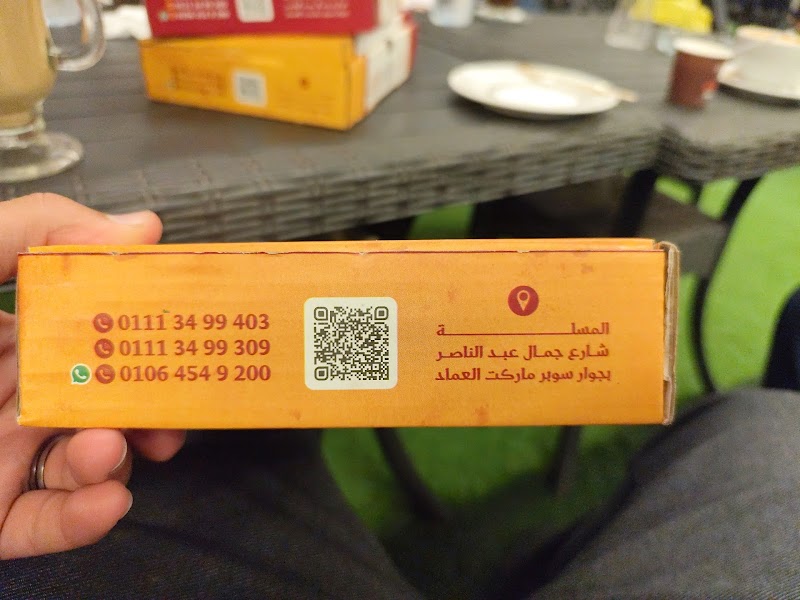 0111 34 99 403
0111 34 99 309
0106 454 9 200
المسلـــــــــــة
شارع جمال عبد الناصر
بجوار سوبر ماركت العماد